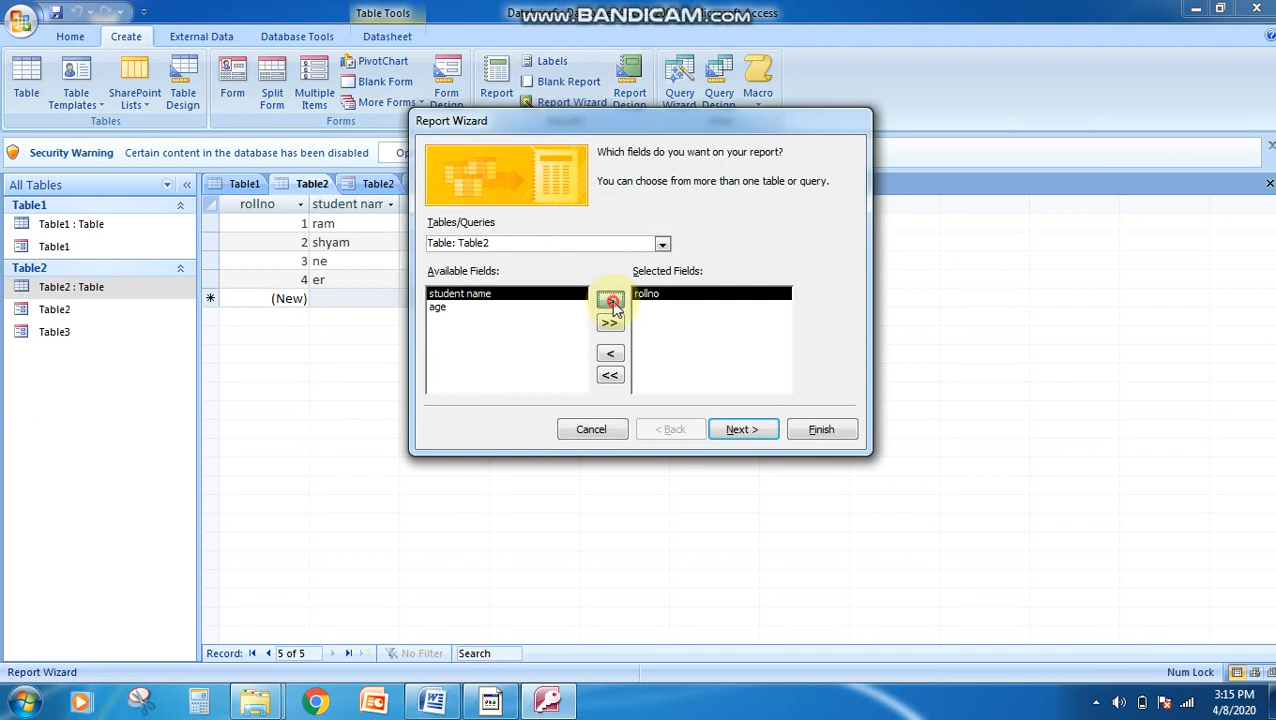 Table Tools
www.BANDICAM.com
Access
Home
Create
External Data
Database Tools
Datasheet
Table
Table Templates
SharePoint Lists
Table Design
Tables
Form
Split Form
Multiple Items
PivotChart
Blank Form
More Forms
Form Design
Forms
Report
Labels
Blank Report
Report Wizard
Report Design
Query Wizard
Query Design
Macro
Security Warning
Certain content in the database has been disabled
All Tables
«
Table1
Table1 : Table
Table1
Table2
Table2 : Table
Table2
Table3
Table1
Table2
Table2
rollno
student nam
1 ram
2 shyam
3 ne
4 er
* (New)
Report Wizard
Which fields do you want on your report?
You can choose from more than one table or query.
Tables/Queries
Table: Table2
Available Fields:
Selected Fields:
student name
age
rollno
>
>>
<
<<
Cancel
< Back
Next >
Finish
Record:
5 of 5
No Filter
Search
Report Wizard
Num Lock
3:15 PM
4/8/2020